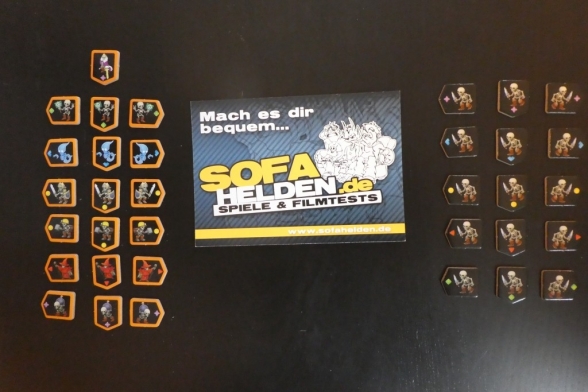 Mach es dir
bequem...
SOFA
HELDEN.de
SPIELE & FILMTESTS
www.sofahelden.de